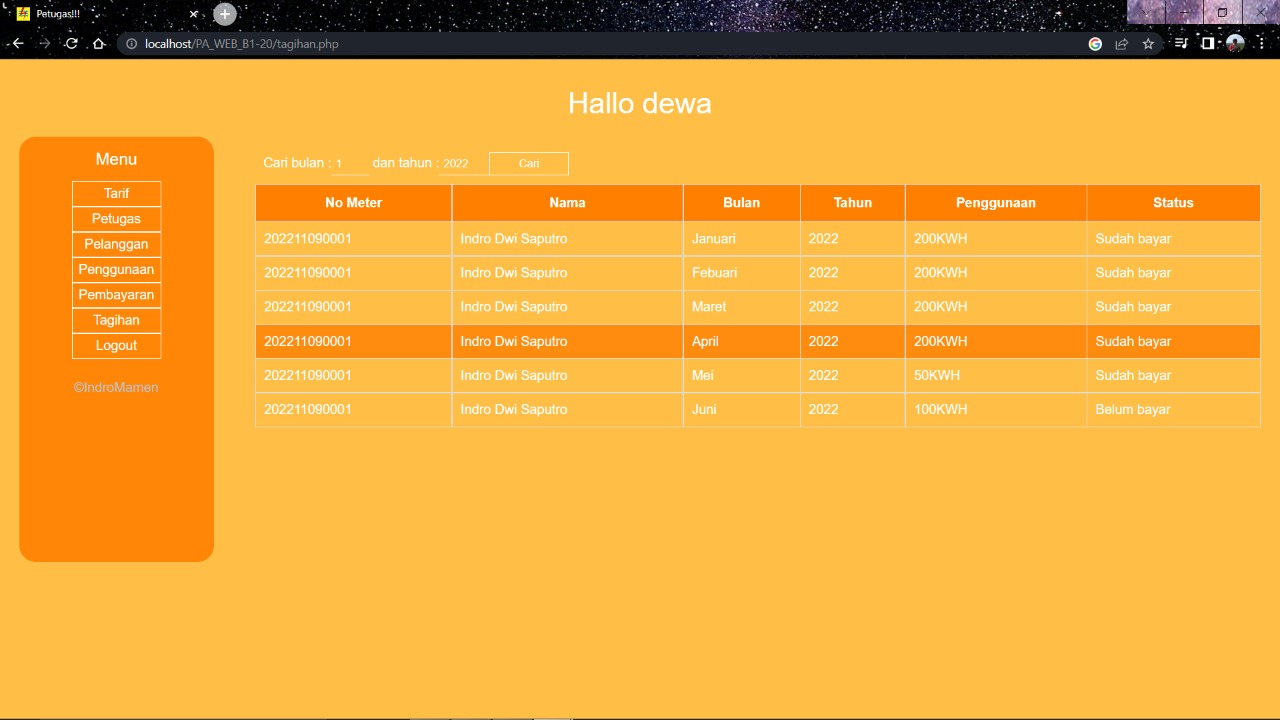 Petugas!!!
localhost/PA_WEB_B1-20/tagihan.php
Hallo dewa
Menu
Tarif
Petugas
Pelanggan
Penggunaan
Pembayaran
Tagihan
Logout
©IndroMamen
Cari bulan : 1 dan tahun : 2022 Cari
No Meter Nama Bulan Tahun Penggunaan Status
202211090001 Indro Dwi Saputro Januari 2022 200KWH Sudah bayar
202211090001 Indro Dwi Saputro Febuari 2022 200KWH Sudah bayar
202211090001 Indro Dwi Saputro Maret 2022 200KWH Sudah bayar
202211090001 Indro Dwi Saputro April 2022 200KWH Sudah bayar
202211090001 Indro Dwi Saputro Mei 2022 50KWH Sudah bayar
202211090001 Indro Dwi Saputro Juni 2022 100KWH Belum bayar